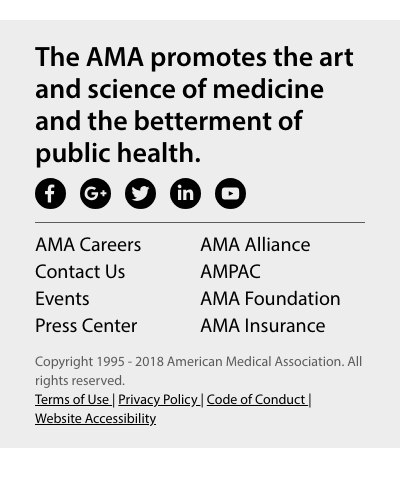 The AMA promotes the art
and science of medicine
and the betterment of
public health.
f G+ in
AMA Careers AMA Alliance
Contact Us AMPAC
Events AMA Foundation
Press Center AMA Insurance
Copyright 1995 - 2018 American Medical Association. All
rights reserved.
Terms of Use | Privacy Policy | Code of Conduct |
Website Accessibility